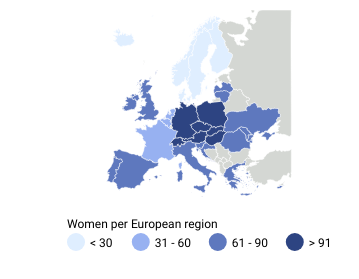 Women per European region
< 30 31 - 60 61 - 90 > 91